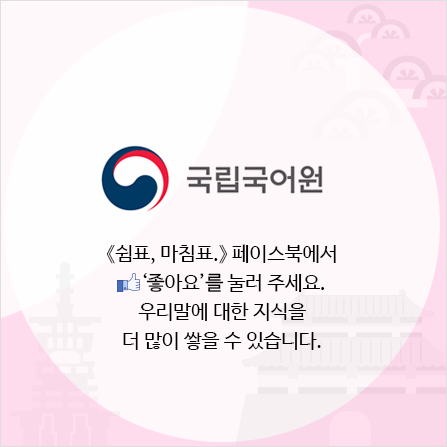 국립국어원
《쉼표, 마침표.》 페이스북에서
‘좋아요’를 눌러 주세요.
우리말에 대한 지식을
더 많이 쌓을 수 있습니다.